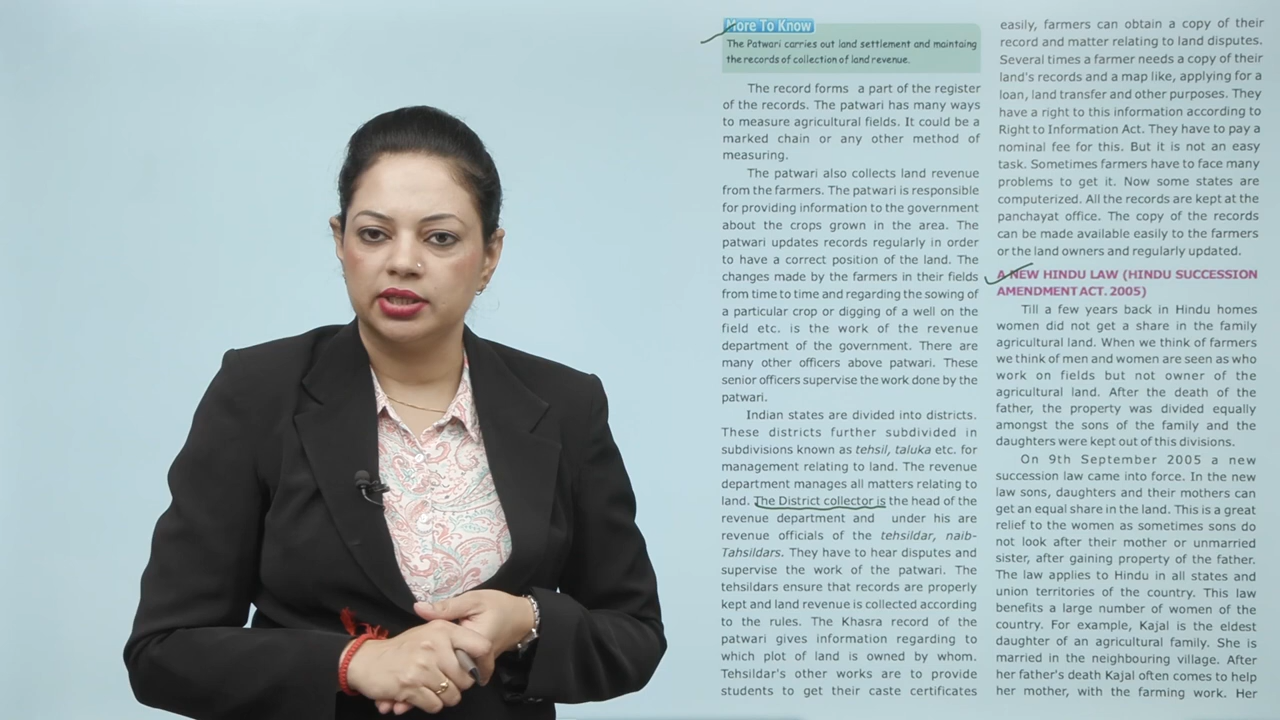 More To Know
The Patwari carries out land settlement and maintaing
the records of collection of land revenue.
The record forms a part of the register
of the records. The patwari has many ways
to measure agricultural fields. It could be a
marked chain or any other method of
measuring.
The patwari also collects land revenue
from the farmers. The patwari is responsible
for providing information to the government
about the crops grown in the area. The
patwari updates records regularly in order
to have a correct position of the land. The
changes made by the farmers in their fields
from time to time and regarding the sowing of
a particular crop or digging of a well on the
field etc. is the work of the revenue
department of the government. There are
many other officers above patwari. These
senior officers supervise the work done by the
patwari.
Indian states are divided into districts.
These districts further subdivided in
subdivisions known as tehsil, taluka etc. for
management relating to land. The revenue
department manages all matters relating to
land. The District collector is the head of the
revenue department and under his are
revenue officials of the tehsildar, naib-
Tahsildars. They have to hear disputes and
supervise the work of the patwari. The
tehsildars ensure that records are properly
kept and land revenue is collected according
to the rules. The Khasra record of the
patwari gives information regarding to
which plot of land is owned by whom.
Tehsildar's other works are to provide
students to get their caste certificates
easily, farmers can obtain a copy of their
record and matter relating to land disputes.
Several times a farmer needs a copy of their
land's records and a map like, applying for a
loan, land transfer and other purposes. They
have a right to this information according to
Right to Information Act. They have to pay a
nominal fee for this. But it is not an easy
task. Sometimes farmers have to face many
problems to get it. Now some states are
computerized. All the records are kept at the
panchayat office. The copy of the records
can be made available easily to the farmers
or the land owners and regularly updated.
A NEW HINDU LAW (HINDU SUCCESSION
AMENDMENT ACT. 2005)
Till a few years back in Hindu homes
women did not get a share in the family
agricultural land. When we think of farmers
we think of men and women are seen as who
work on fields but not owner of the
agricultural land. After the death of the
father, the property was divided equally
amongst the sons of the family and the
daughters were kept out of this divisions.
On 9th September 2005 a new
succession law came into force. In the new
law sons, daughters and their mothers can
get an equal share in the land. This is a great
relief to the women as sometimes sons do
not look after their mother or unmarried
sister, after gaining property of the father.
The law applies to Hindu in all states and
union territories of the country. This law
benefits a large number of women of the
country. For example, Kajal is the eldest
daughter of an agricultural family. She is
married in the neighbouring village. After
her father's death Kajal often comes to help
her mother, with the farming work. Her